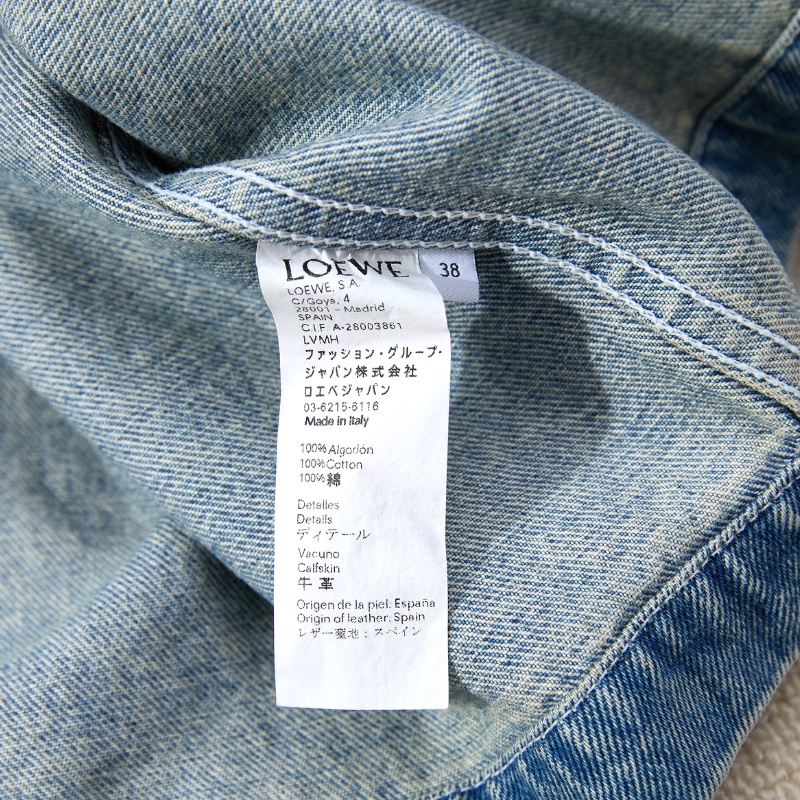 LOEWE
38
LOEWE, S.A.
C/Goya, 4
28001 - Madrid
SPAIN
C.I.F A-28003861
LVMH
ファッション・グループ・
ジャパン株式会社
ロエベジャパン
03-6215-6116
Made in Italy
100% Algorión
100% Cotton
100% 綿
Detalles
Details
ディテール
Vacuno
Calfskin
牛革
Origen de la piel: España
Origin of leather: Spain
レザー産地：スペイン